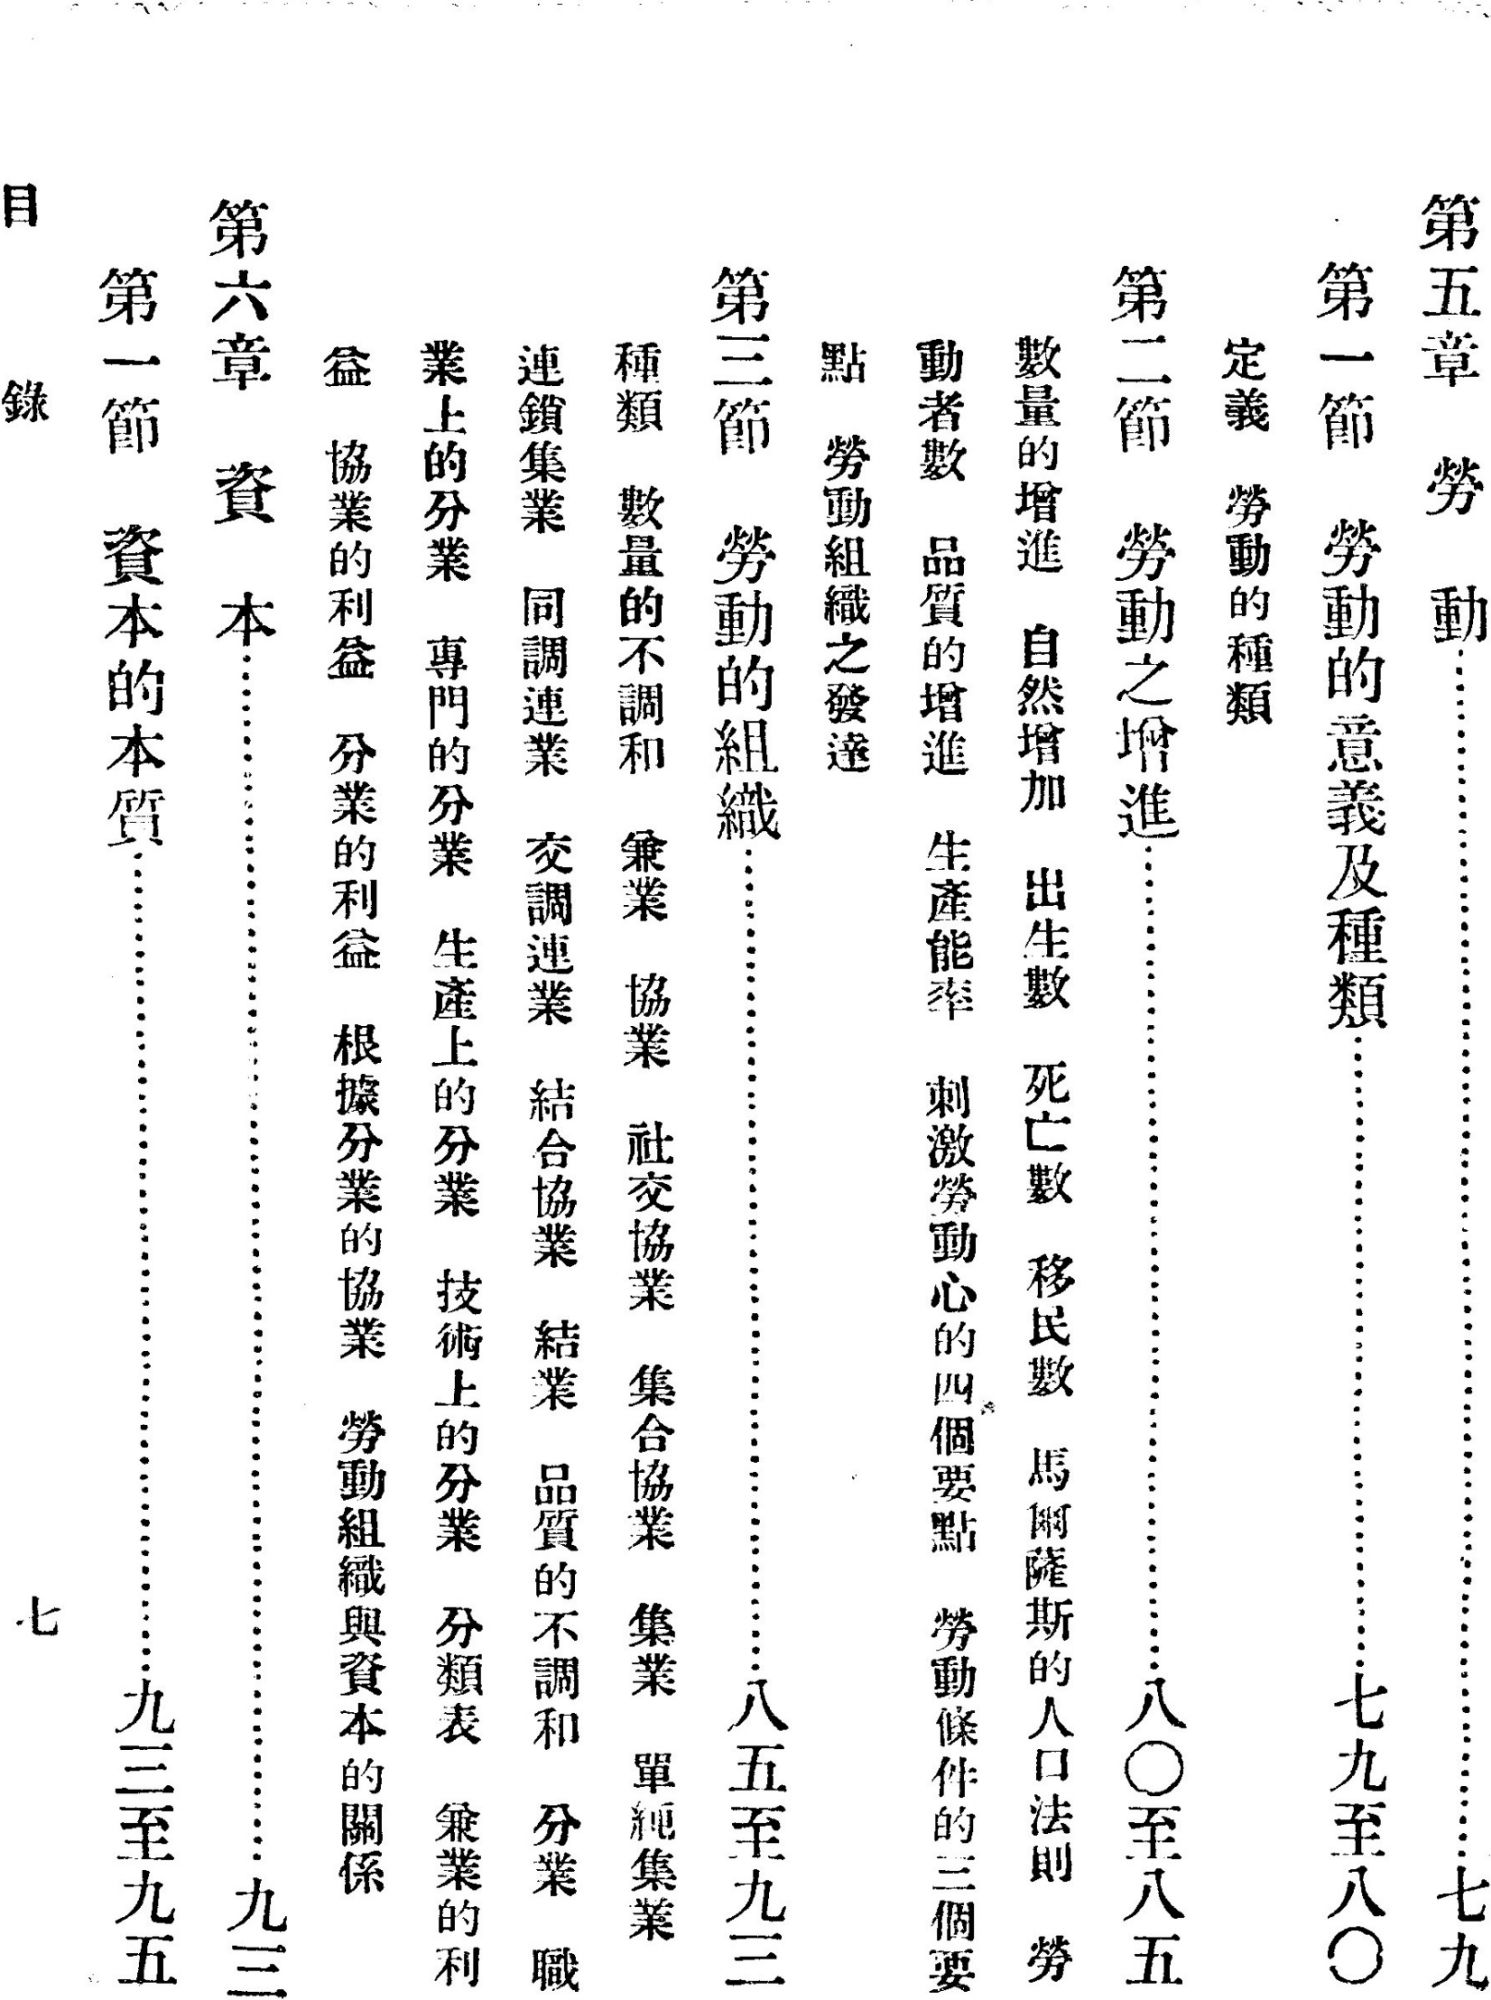 第五章　勞　動……七九
第一節　勞動的意義及種類……七九至八〇
定義　勞動的種類
第二節　勞動之增進……八〇至八五
數量的增進　自然增加　出生數　死亡數　移民數　馬爾薩斯的人口法則　勞
動者數　品質的增進　生產能率　刺激勞動心的四個要點　勞動條件的三個要
點　勞動組織之發達
第三節　勞動的組織……八五至九三
種類　數量的不調和　兼業　協業　社交協業　集合協業　集業　單純集業
連鎖集業　同調連業　交調連業　結合協業　結業　品質的不調和　分業　職
業上的分業　專門的分業　生產上的分業　技術上的分業　分類表　兼業的利
益　協業的利益　分業的利益　根據分業的協業　勞動組織與資本的關係
第六章　資　本……九三
第一節　資本的本質……九三至九五
目　錄　七